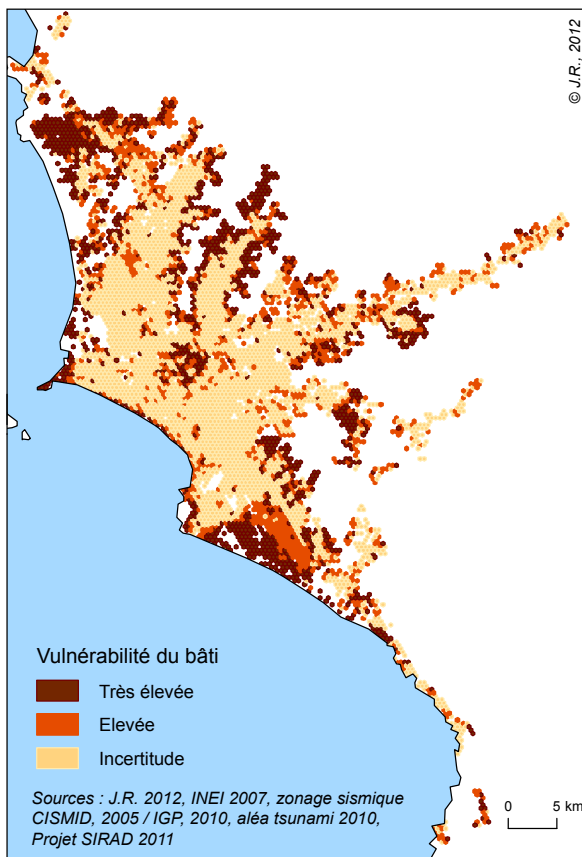 © J.R., 2012
Vulnérabilité du bâti
Très élevée
Elevée
Incertitude
Sources : J.R. 2012, INEI 2007, zonage sismique
CISMID, 2005 / IGP, 2010, aléa tsunami 2010,
Projet SIRAD 2011
0 5 km